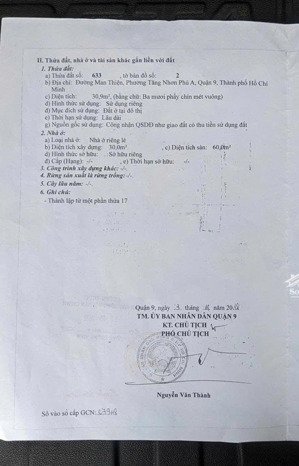 II. Thửa đất, nhà ở và tài sản khác gắn liền với đất
1. Thửa đất:
a) Thửa đất số: 633 , tờ bản đồ số: 2
b) Địa chỉ: Đường Man Thiện, Phường Tăng Nhơn Phú A, Quận 9, Thành phố Hồ Chí
Minh
c) Diện tích: 30,9m², (bằng chữ: Ba mươi phẩy chín mét vuông)
d) Hình thức sử dụng: Sử dụng riêng
đ) Mục đích sử dụng: Đất ở tại đô thị
e) Thời hạn sử dụng: Lâu dài
g) Nguồn gốc sử dụng: Công nhận QSDĐ như giao đất có thu tiền sử dụng đất
2. Nhà ở:
a) Loại nhà ở: Nhà ở riêng lẻ
b) Diện tích xây dựng: 30,0m² , c) Diện tích sàn: 60,0m²
d) Hình thức sở hữu: Sở hữu riêng
đ) Cấp (Hạng): -/- , e) Thời hạn sở hữu: -/-
3. Công trình xây dựng khác: -/-
4. Rừng sản xuất là rừng trồng: -/-
5. Cây lâu năm: -/-
6. Ghi chú:
- Thành lập từ một phần thửa 17
Quận 9, ngày tháng năm
TM. ỦY BAN NHÂN DÂN QUẬN 9
KT. CHỦ TỊCH
PHÓ CHỦ TỊCH
Nguyễn Văn Thành
Số vào sổ cấp GCN: